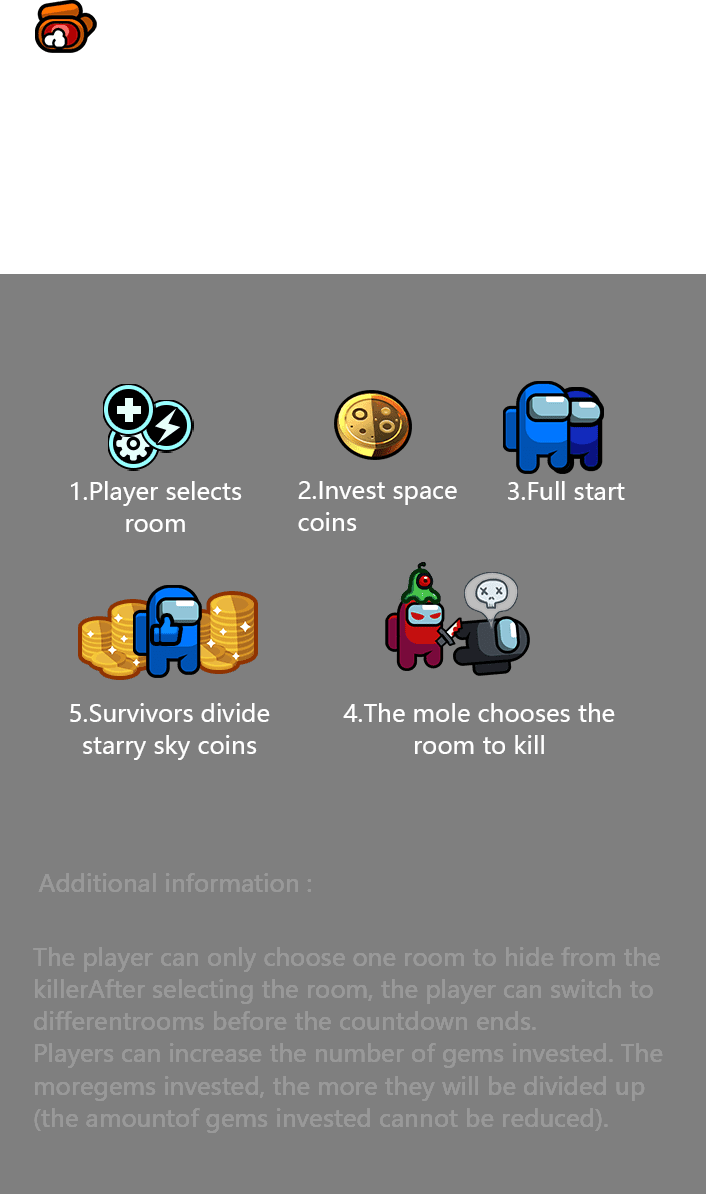 1.Player selects
room
2.Invest space
coins
3.Full start
5.Survivors divide
starry sky coins
4.The mole chooses the
room to kill
Additional information :
The player can only choose one room to hide from the
killerAfter selecting the room, the player can switch to
differentrooms before the countdown ends.
Players can increase the number of gems invested. The
moregems invested, the more they will be divided up
(the amountof gems invested cannot be reduced).